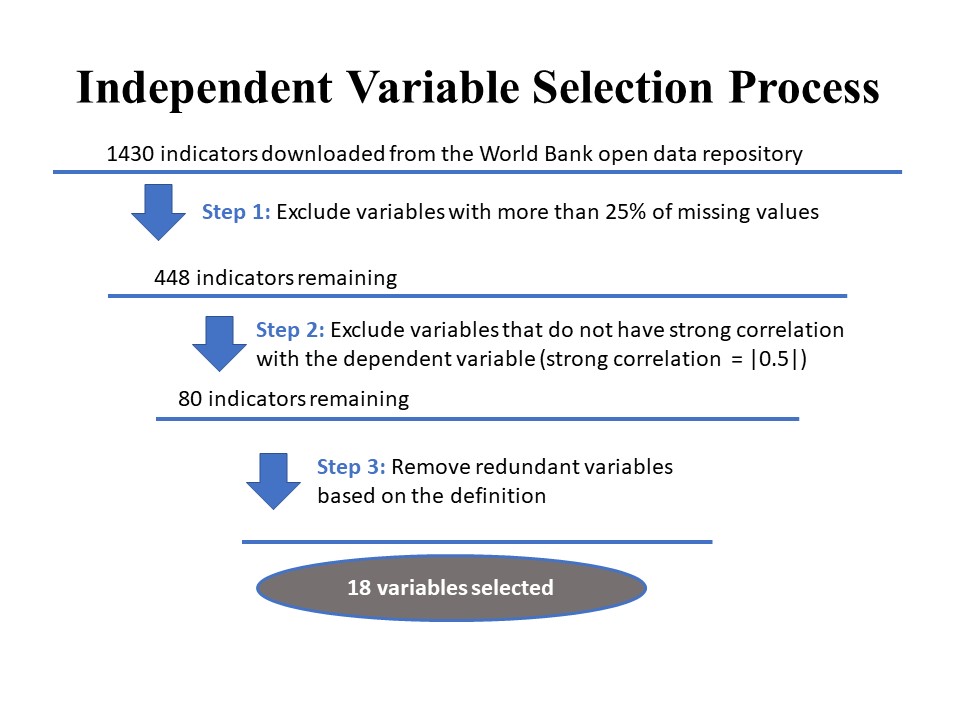 Independent Variable Selection Process
1430 indicators downloaded from the World Bank open data repository
Step 1: Exclude variables with more than 25% of missing values
448 indicators remaining
Step 2: Exclude variables that do not have strong correlation
with the dependent variable (strong correlation = |0.5|)
80 indicators remaining
Step 3: Remove redundant variables
based on the definition
18 variables selected